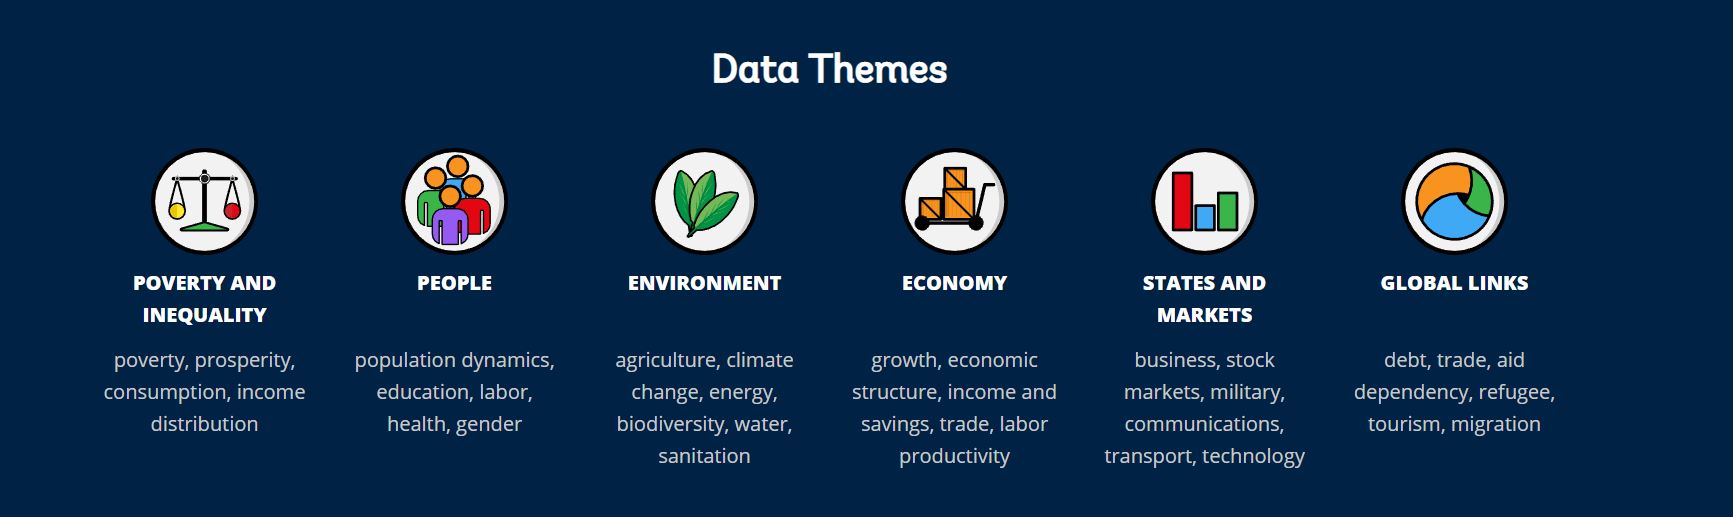 Data Themes
POVERTY AND
INEQUALITY
poverty, prosperity,
consumption, income
distribution
PEOPLE
population dynamics,
education, labor,
health, gender
ENVIRONMENT
agriculture, climate
change, energy,
biodiversity, water,
sanitation
ECONOMY
growth, economic
structure, income and
savings, trade, labor
productivity
STATES AND
MARKETS
business, stock
markets, military,
communications,
transport, technology
GLOBAL LINKS
debt, trade, aid
dependency, refugee,
tourism, migration